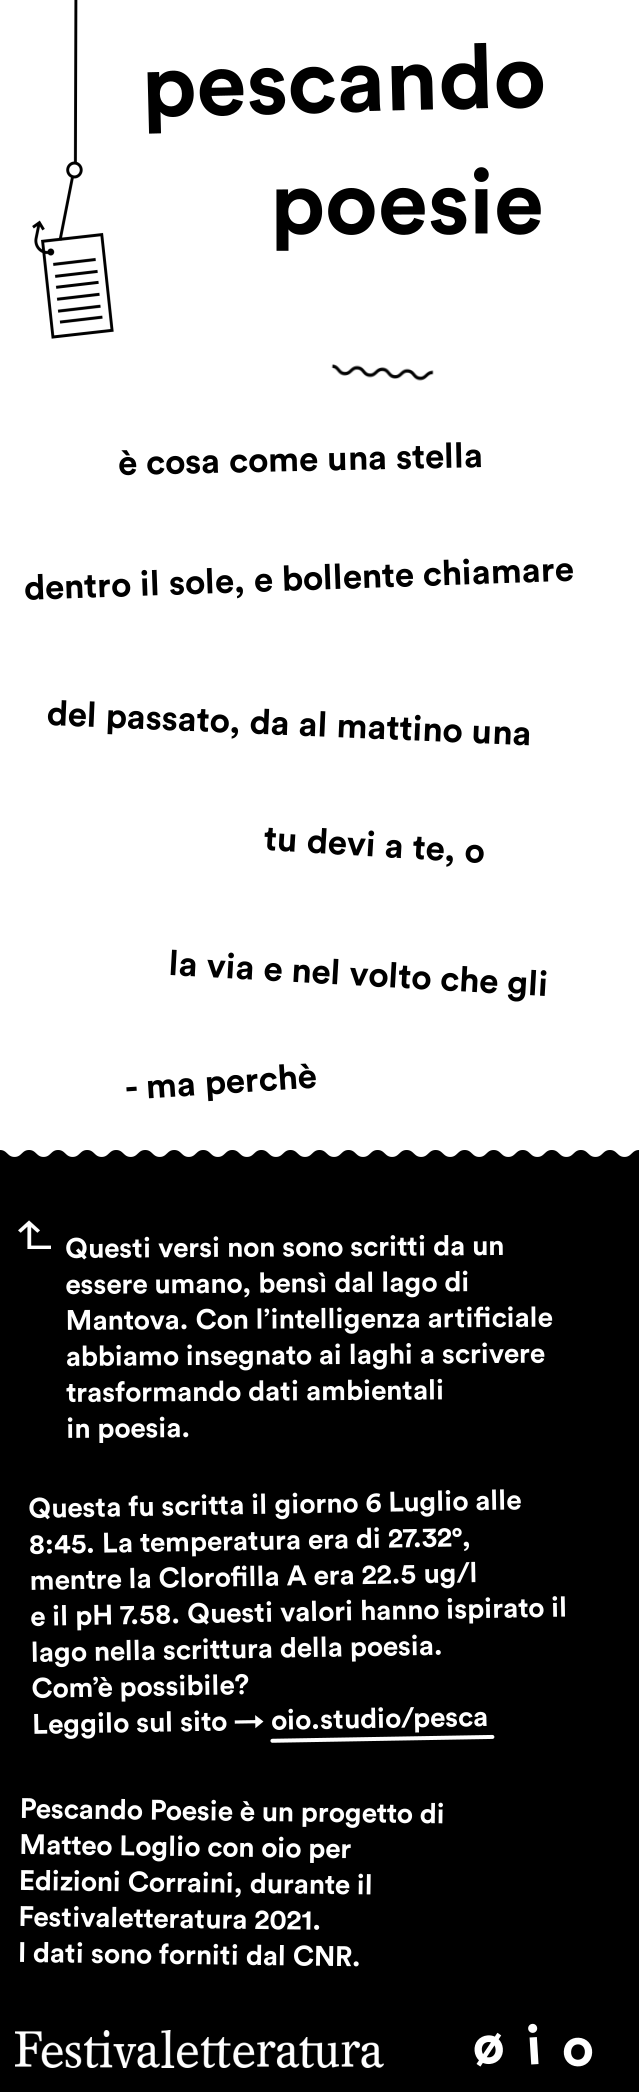 pescando
poesie
è cosa come una stella
dentro il sole, e bollente chiamare
del passato, da al mattino una
tu devi a te, o
la via e nel volto che gli
- ma perchè
Questi versi non sono scritti da un
essere umano, bensì dal lago di
Mantova. Con l'intelligenza artificiale
abbiamo insegnato ai laghi a scrivere
trasformando dati ambientali
in poesia.
Questa fu scritta il giorno 6 Luglio alle
8:45. La temperatura era di 27.32°,
mentre la Clorofilla A era 22.5 ug/l
e il pH 7.58. Questi valori hanno ispirato il
lago nella scrittura della poesia.
Com'è possibile?
Leggilo sul sito → oio.studio/pesca
Pescando Poesie è un progetto di
Matteo Loglio con oio per
Edizioni Corraini, durante il
Festivaletteratura 2021.
I dati sono forniti dal CNR.
Festivaletteratura
ø i o